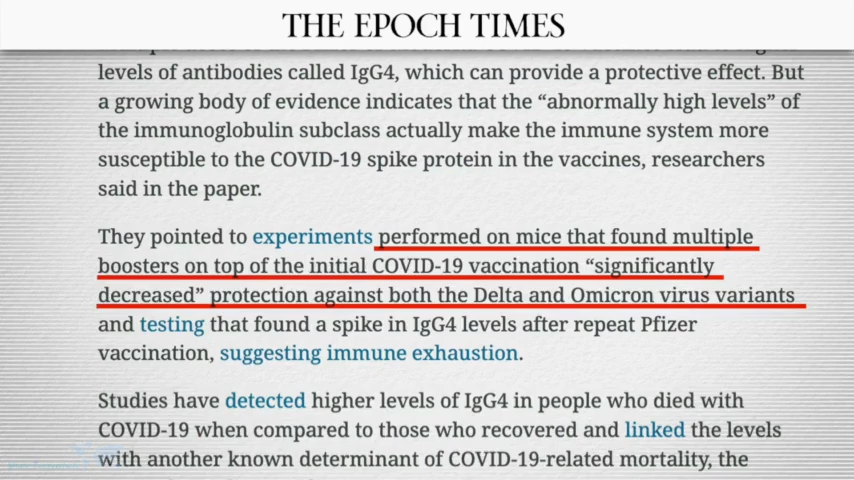 THE EPOCH TIMES
levels of antibodies called IgG4, which can provide a protective effect. But
a growing body of evidence indicates that the “abnormally high levels” of
the immunoglobulin subclass actually make the immune system more
susceptible to the COVID-19 spike protein in the vaccines, researchers
said in the paper.
They pointed to experiments performed on mice that found multiple
boosters on top of the initial COVID-19 vaccination “significantly
decreased” protection against both the Delta and Omicron virus variants
and testing that found a spike in IgG4 levels after repeat Pfizer
vaccination, suggesting immune exhaustion.
Studies have detected higher levels of IgG4 in people who died with
COVID-19 when compared to those who recovered and linked the levels
with another known determinant of COVID-19-related mortality, the